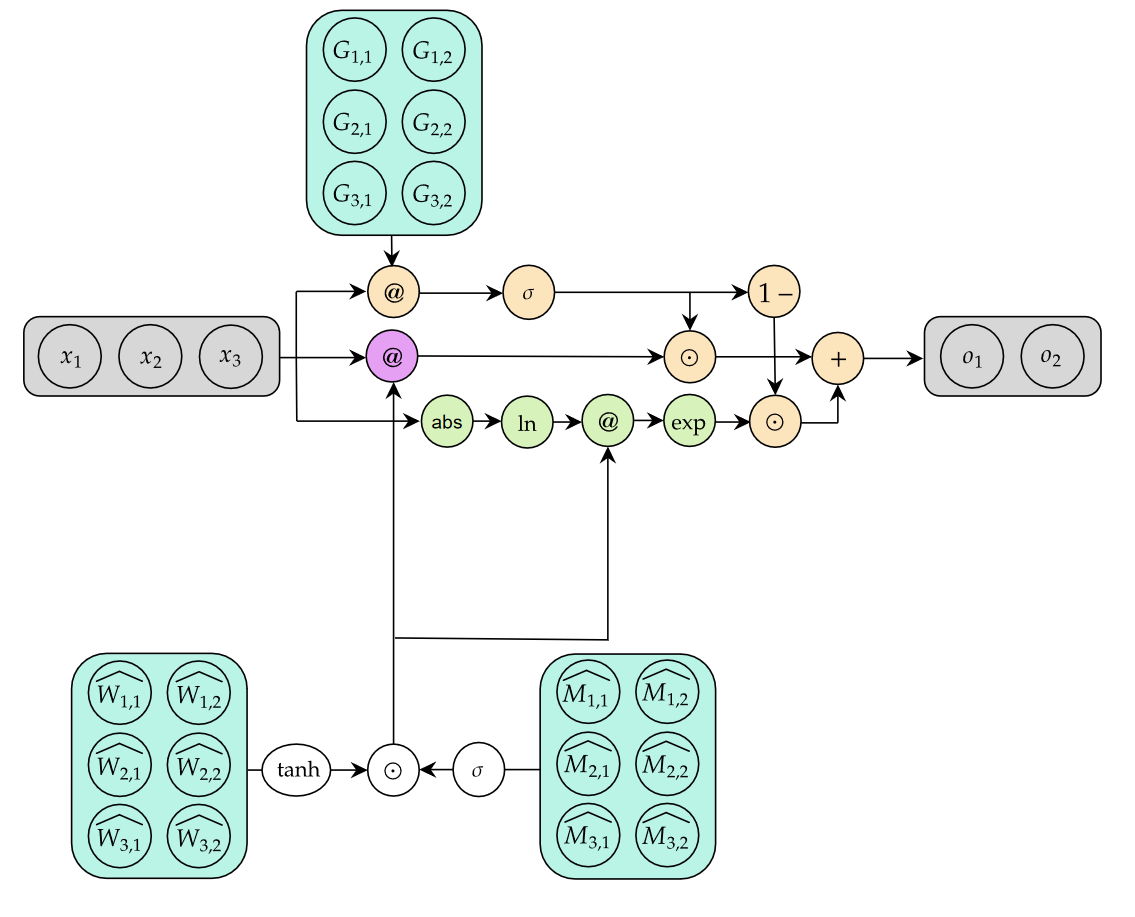 G1,1 G1,2
G2,1 G2,2
G3,1 G3,2
@ σ 1 −
x1 x2 x3 @ ⊙ + o1 o2
abs ln @ exp ⊙
Ŵ1,1 Ŵ1,2 M̂1,1 M̂1,2
Ŵ2,1 Ŵ2,2 tanh ⊙ σ M̂2,1 M̂2,2
Ŵ3,1 Ŵ3,2 M̂3,1 M̂3,2